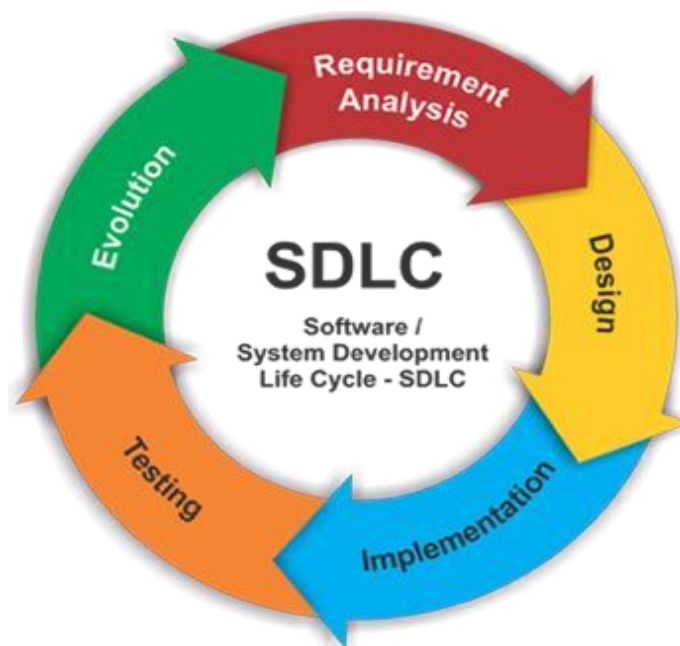 Requirement
Analysis
Design
Implementation
Testing
Evolution
SDLC
Software /
System Development
Life Cycle - SDLC